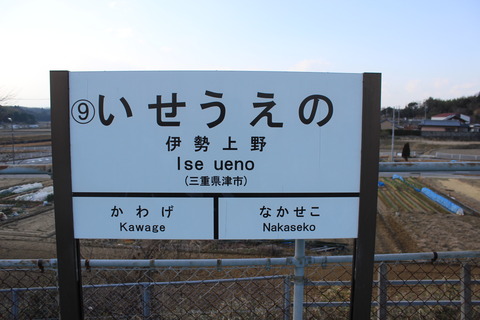 ⑨いせうえの
伊勢上野
Ise ueno
(三重県津市)
かわげ
Kawage
なかせこ
Nakaseko